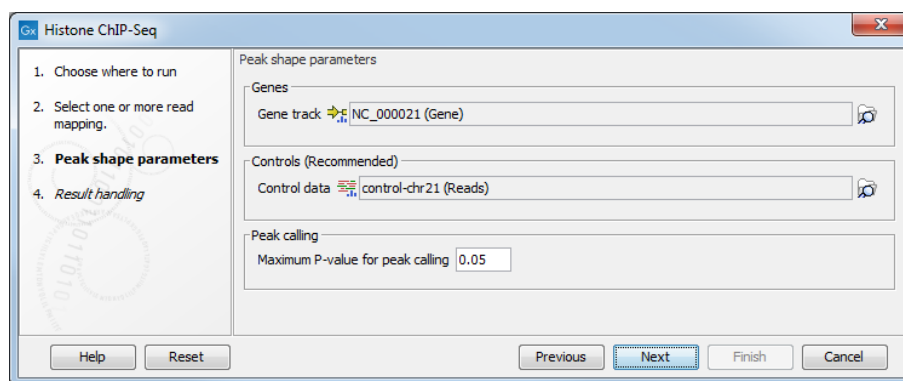 Gx Histone ChIP-Seq
1. Choose where to run
2. Select one or more read
mapping.
3. Peak shape parameters
4. Result handling
Peak shape parameters
Genes
Gene track NC_000021 (Gene)
Controls (Recommended)
Control data control-chr21 (Reads)
Peak calling
Maximum P-value for peak calling 0.05
Help Reset Previous Next Finish Cancel